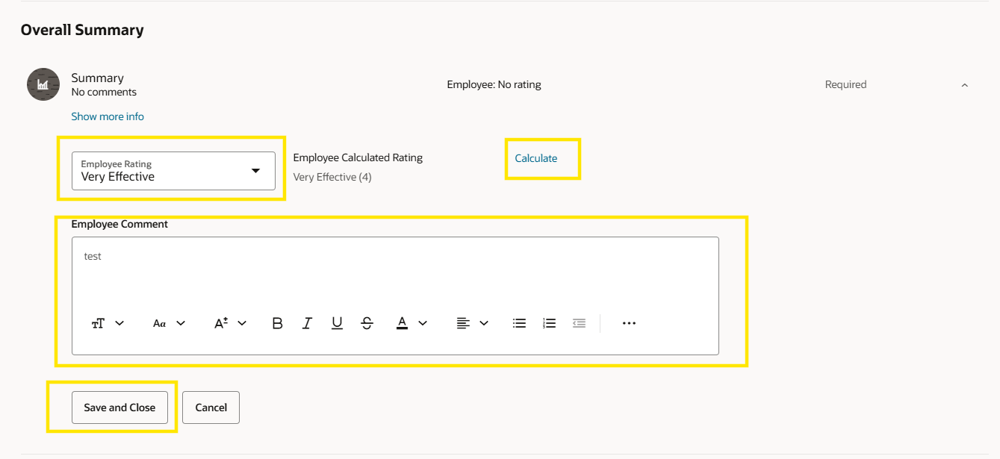 Overall Summary
Summary
No comments
Employee: No rating
Required
Show more info
Employee Rating
Very Effective
Employee Calculated Rating
Very Effective (4)
Calculate
Employee Comment
test
Save and Close
Cancel